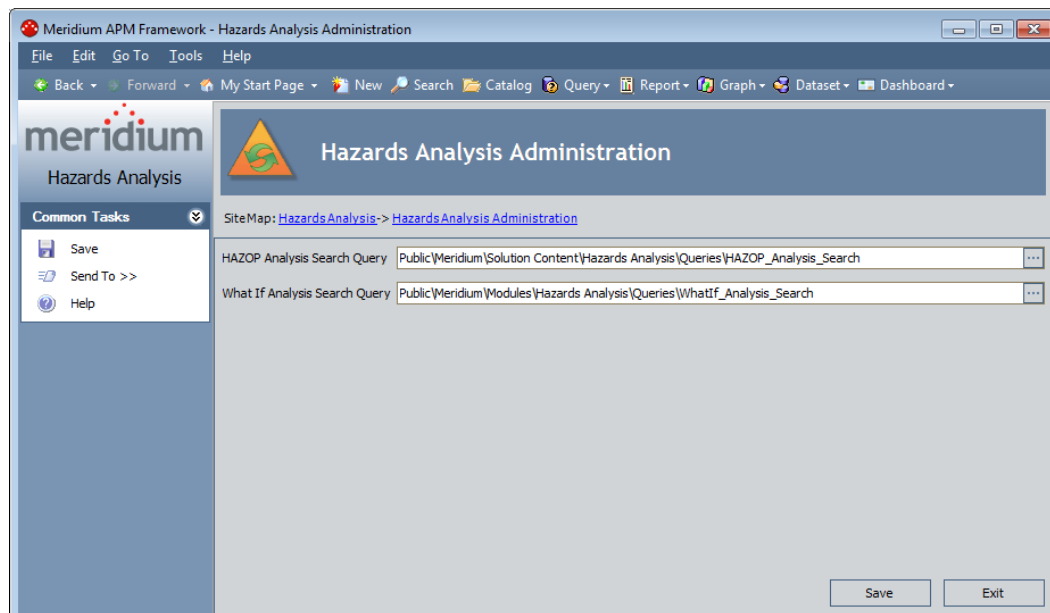 Meridium APM Framework - Hazards Analysis Administration
File Edit Go To Tools Help
Back Forward My Start Page New Search Catalog Query Report Graph Dataset Dashboard
meridium
Hazards Analysis
Hazards Analysis Administration
Common Tasks
Save
Send To >>
Help
SiteMap: Hazards Analysis-> Hazards Analysis Administration
HAZOP Analysis Search Query Public\Meridium\Solution Content\Hazards Analysis\Queries\HAZOP_Analysis_Search ...
What If Analysis Search Query Public\Meridium\Modules\Hazards Analysis\Queries\WhatIf_Analysis_Search ...
Save Exit